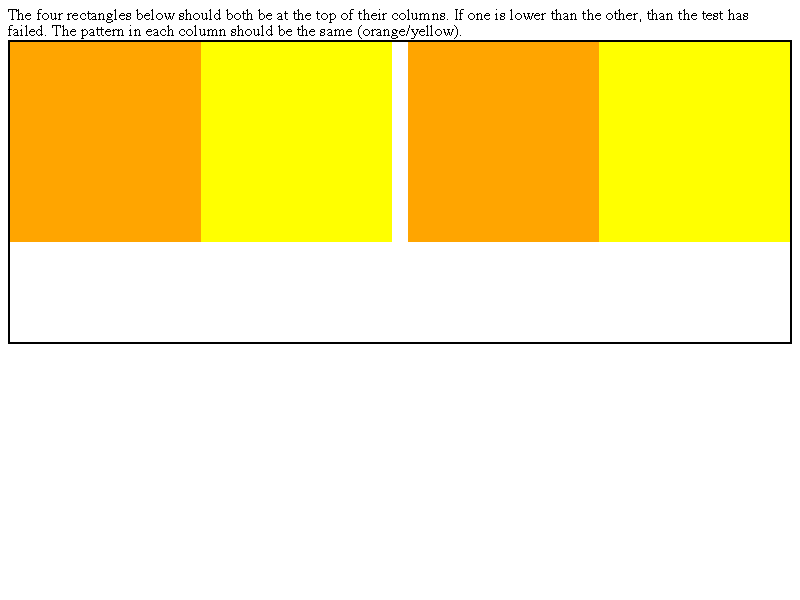 The four rectangles below should both be at the top of their columns. If one is lower than the other, than the test has
failed. The pattern in each column should be the same (orange/yellow).